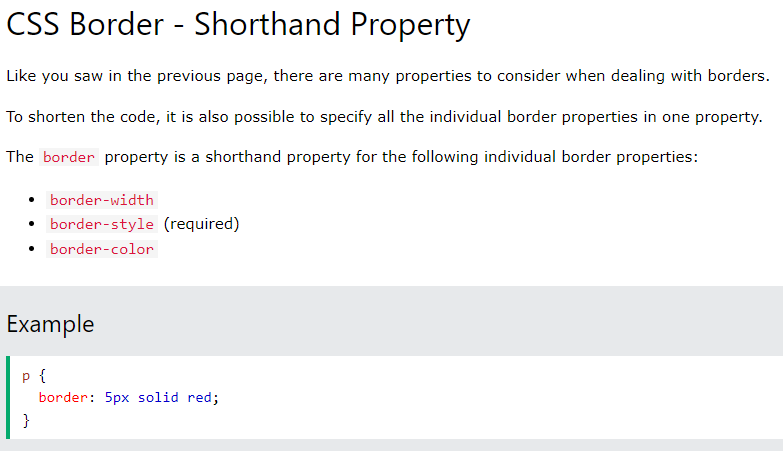 CSS Border - Shorthand Property
Like you saw in the previous page, there are many properties to consider when dealing with borders.
To shorten the code, it is also possible to specify all the individual border properties in one property.
The border property is a shorthand property for the following individual border properties:
• border-width
• border-style (required)
• border-color
Example
p {
  border: 5px solid red;
}